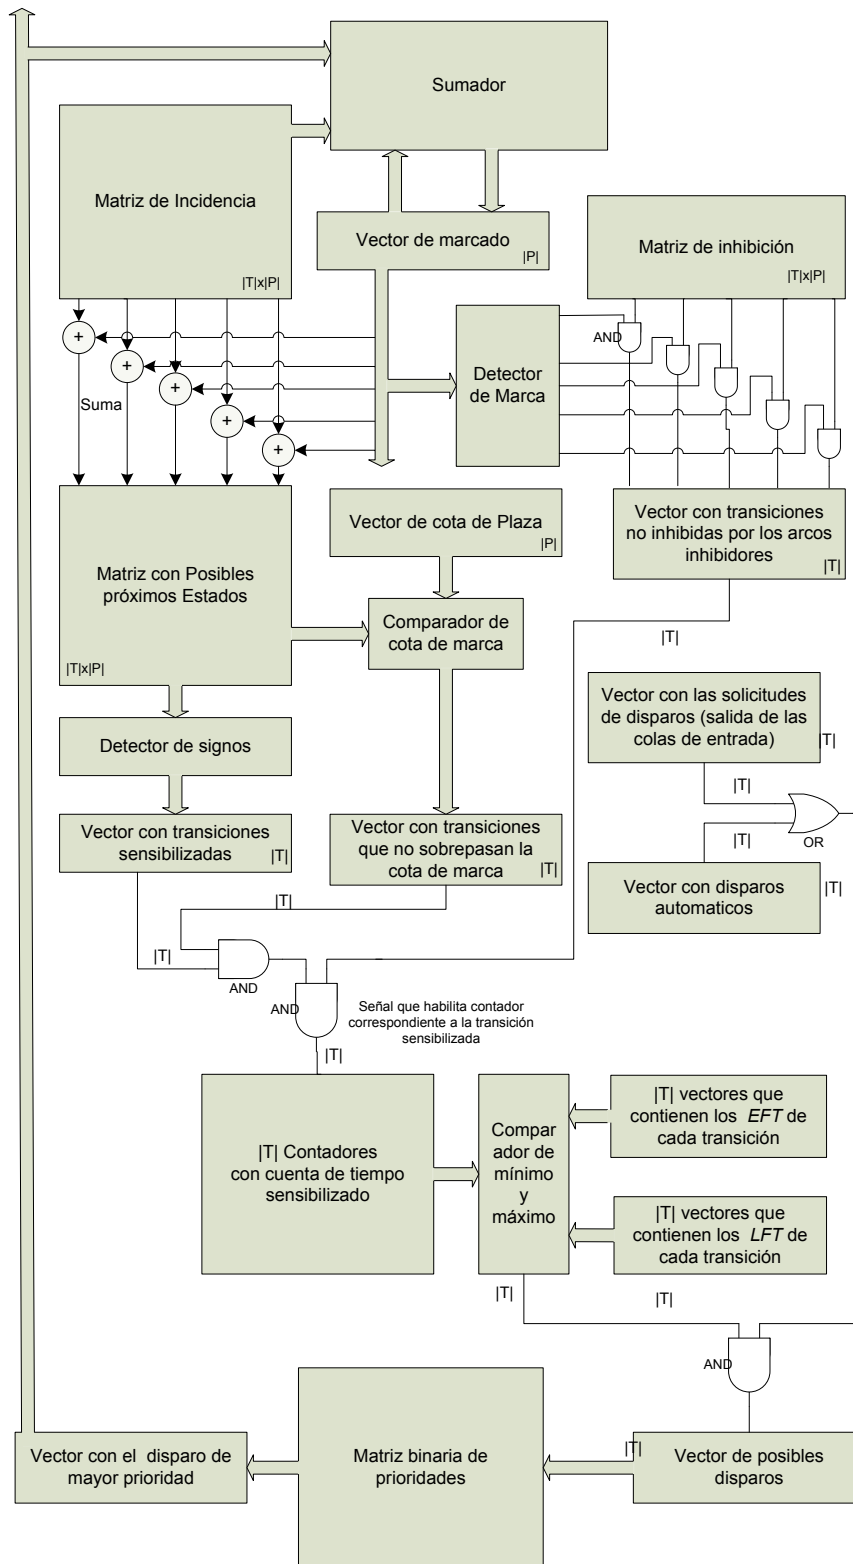 Sumador
Matriz de Incidencia
|T|x|P|
Vector de marcado
|P|
Matriz de inhibición
|T|x|P|
+
+
+
+
+
Suma
AND
Detector
de Marca
Vector de cota de Plaza
|P|
Vector con transiciones
no inhibidas por los arcos
inhibidores
|T|
Matriz con Posibles
próximos Estados
|T|x|P|
Comparador de
cota de marca
|T|
Vector con las solicitudes
de disparos (salida de las
colas de entrada)
|T|
Detector de signos
|T|
OR
|T|
Vector con transiciones
sensibilizadas
|T|
Vector con transiciones
que no sobrepasan la
cota de marca
|T|
Vector con disparos
automaticos
|T|
|T|
|T|
AND
AND
Señal que habilita contador
correspondiente a la transición
sensibilizada
|T|
|T| Contadores
con cuenta de tiempo
sensibilizado
Compar
ador de
mínimo
y
máximo
|T| vectores que
contienen los EFT de
cada transición
|T| vectores que
contienen los LFT de
cada transición
|T|
|T|
AND
Vector con el disparo de
mayor prioridad
Matriz binaria de
prioridades
|T|
Vector de posibles
disparos